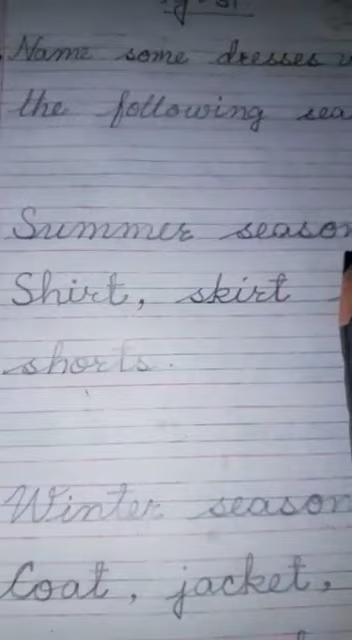 Name some dresses
the following sea
Summer season
Shirt, skirt
shorts.
Winter season
Coat, jacket,